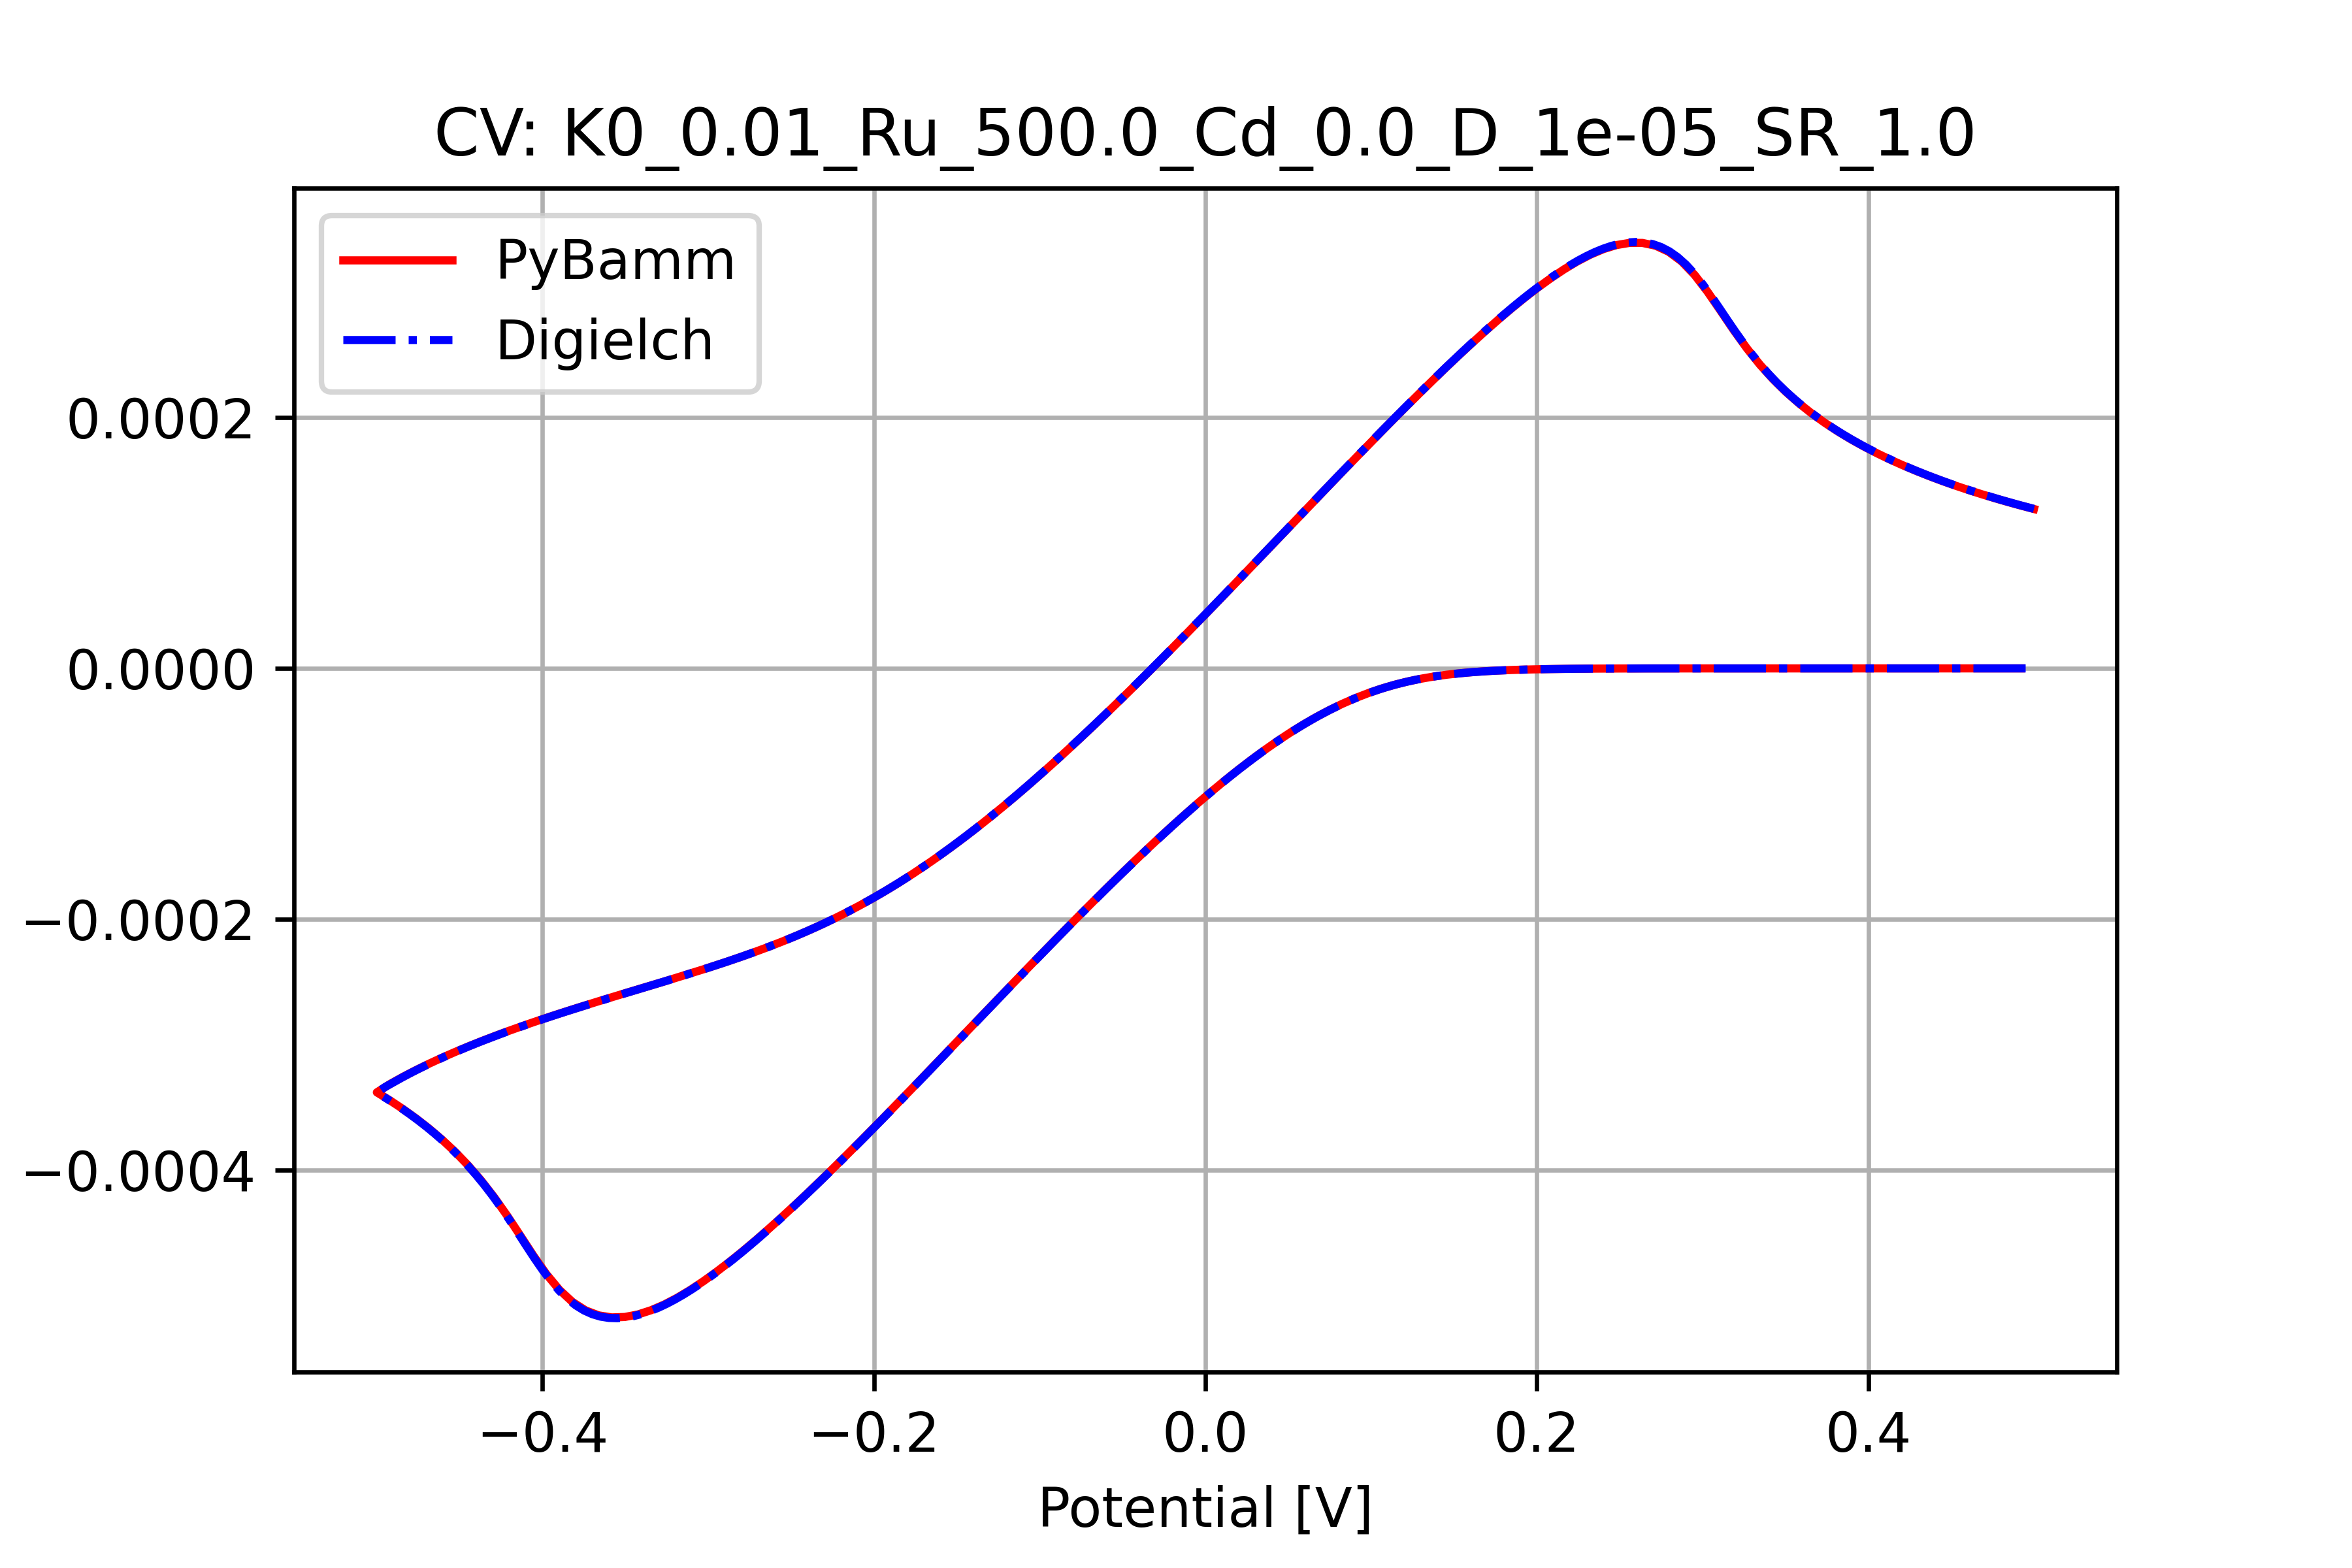 CV: K0_0.01_Ru_500.0_Cd_0.0_D_1e-05_SR_1.0
PyBamm
Digielch
0.0002
0.0000
−0.0002
−0.0004
−0.4 −0.2 0.0 0.2 0.4
Potential [V]